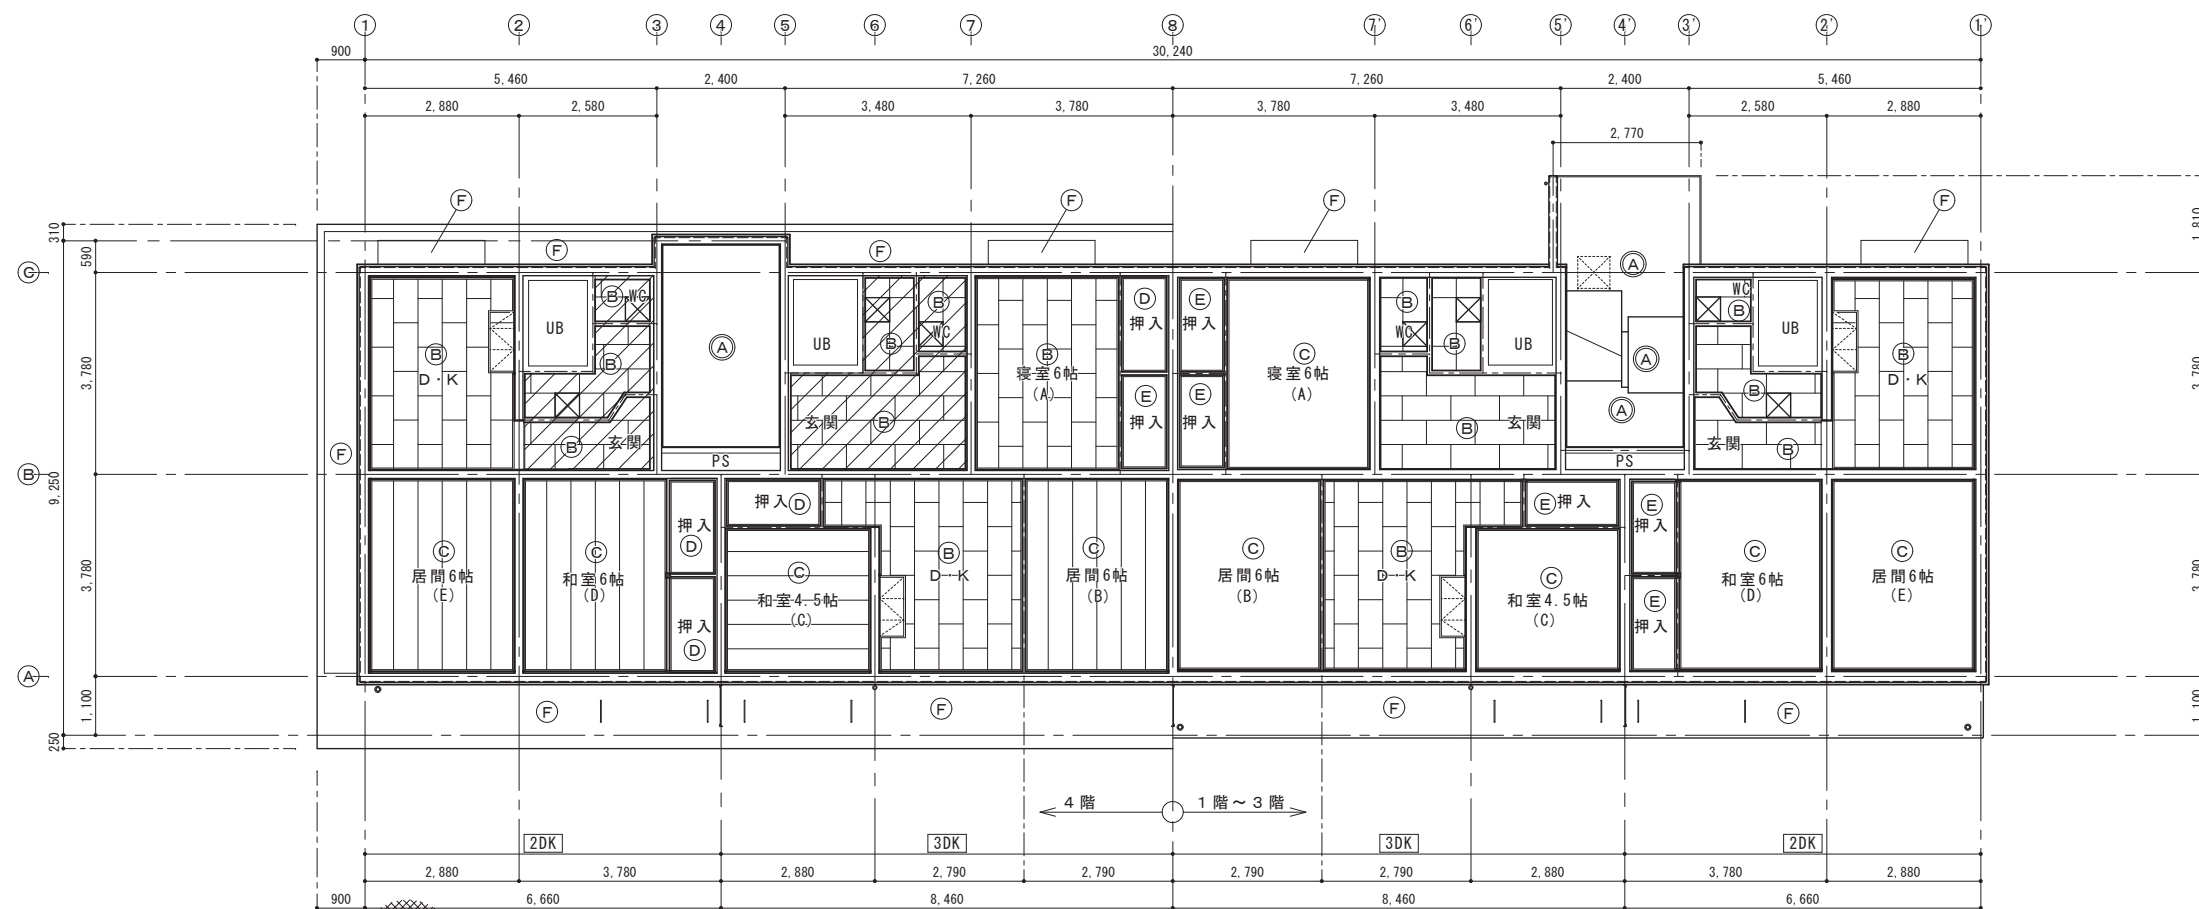 ① ② ③ ④ ⑤ ⑥ ⑦ ⑧ 7' 6' 5' 4' 3' 2' 1'
900 30,240
5,460 2,400 7,260 7,260 2,400 5,460
2,880 2,580 3,480 3,780 3,780 3,480 2,580 2,880
2,770
F F F F
310 590 1,810
F F A
C
B WC B D E B B WC B
押入 押入 WC
UB UB WC WC UB UB
B B B A B B C B B A B B
3,780 D・K 寝室6帖 寝室6帖 D・K 3,780
(A) (A)
E E A
玄関 玄関 押入 押入 玄関 玄関
B B B B
F PS PS
B
9,250
押入 D E 押入 E
押入 押入
D
C C B C C B C C
居間6帖 和室6帖 C D・K 居間6帖 居間6帖 D・K C 和室6帖 居間6帖
(E) (D) 和室4.5帖 (B) (B) 和室4.5帖 (D) (E)
3,780 (C) (C) E 3,780
押入 押入
D
A
1,100 F F F F 1,100
250
4階 1階～3階
2DK 3DK 3DK 2DK
2,880 3,780 2,880 2,790 2,790 2,790 2,790 2,880 3,780 2,880
900 6,660 8,460 8,460 6,660